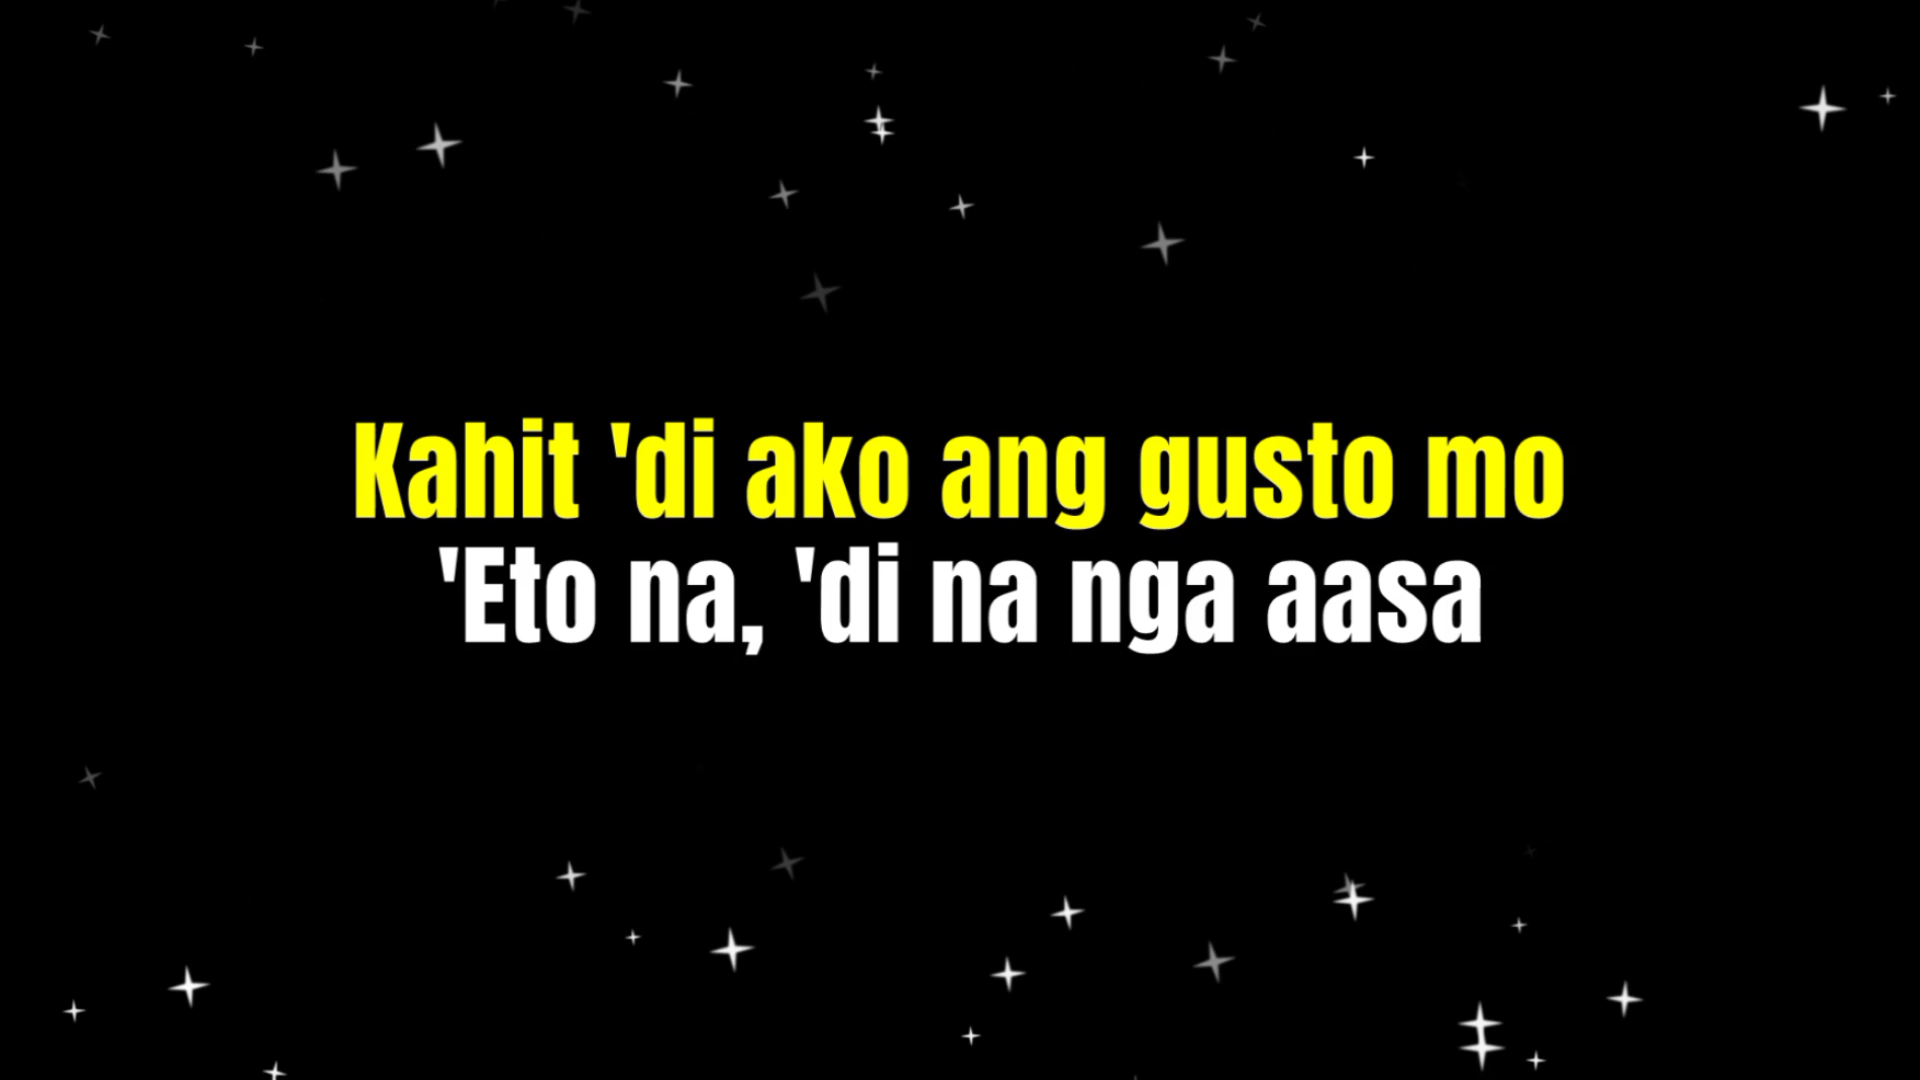 Kahit 'di ako ang gusto mo
'Eto na, 'di na nga aasa